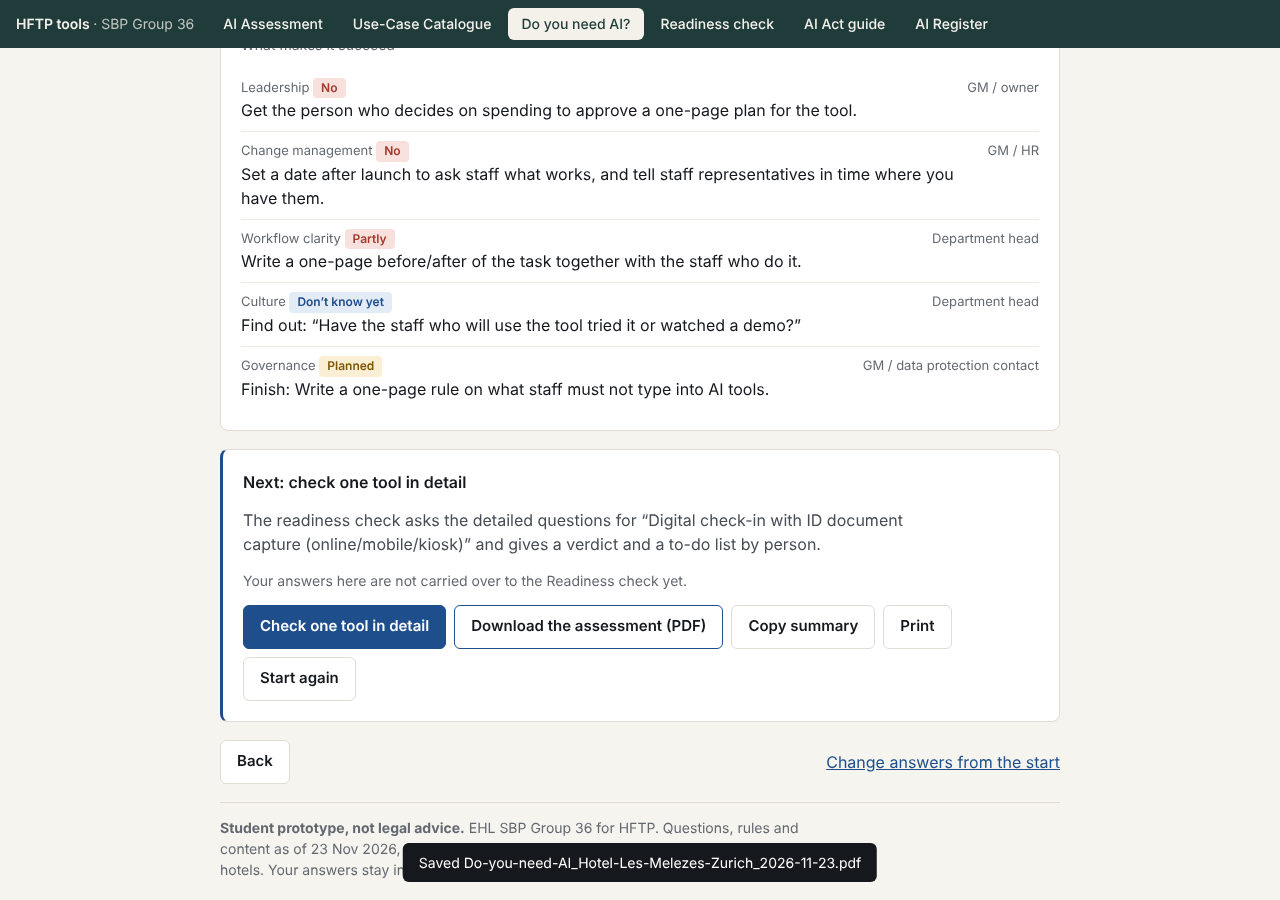 HFTP tools · SBP Group 36
AI Assessment
Use-Case Catalogue
Do you need AI?
Readiness check
AI Act guide
AI Register
Leadership No
GM / owner
Get the person who decides on spending to approve a one-page plan for the tool.
Change management No
GM / HR
Set a date after launch to ask staff what works, and tell staff representatives in time where you
have them.
Workflow clarity Partly
Department head
Write a one-page before/after of the task together with the staff who do it.
Culture Don’t know yet
Department head
Find out: “Have the staff who will use the tool tried it or watched a demo?”
Governance Planned
GM / data protection contact
Finish: Write a one-page rule on what staff must not type into AI tools.
Next: check one tool in detail
The readiness check asks the detailed questions for “Digital check-in with ID document
capture (online/mobile/kiosk)” and gives a verdict and a to-do list by person.
Your answers here are not carried over to the Readiness check yet.
Check one tool in detail
Download the assessment (PDF)
Copy summary
Print
Start again
Back
Change answers from the start
Student prototype, not legal advice. EHL SBP Group 36 for HFTP. Questions, rules and
content as of 23 Nov 2026,
hotels. Your answers stay
Saved Do-you-need-AI_Hotel-Les-Melezes-Zurich_2026-11-23.pdf